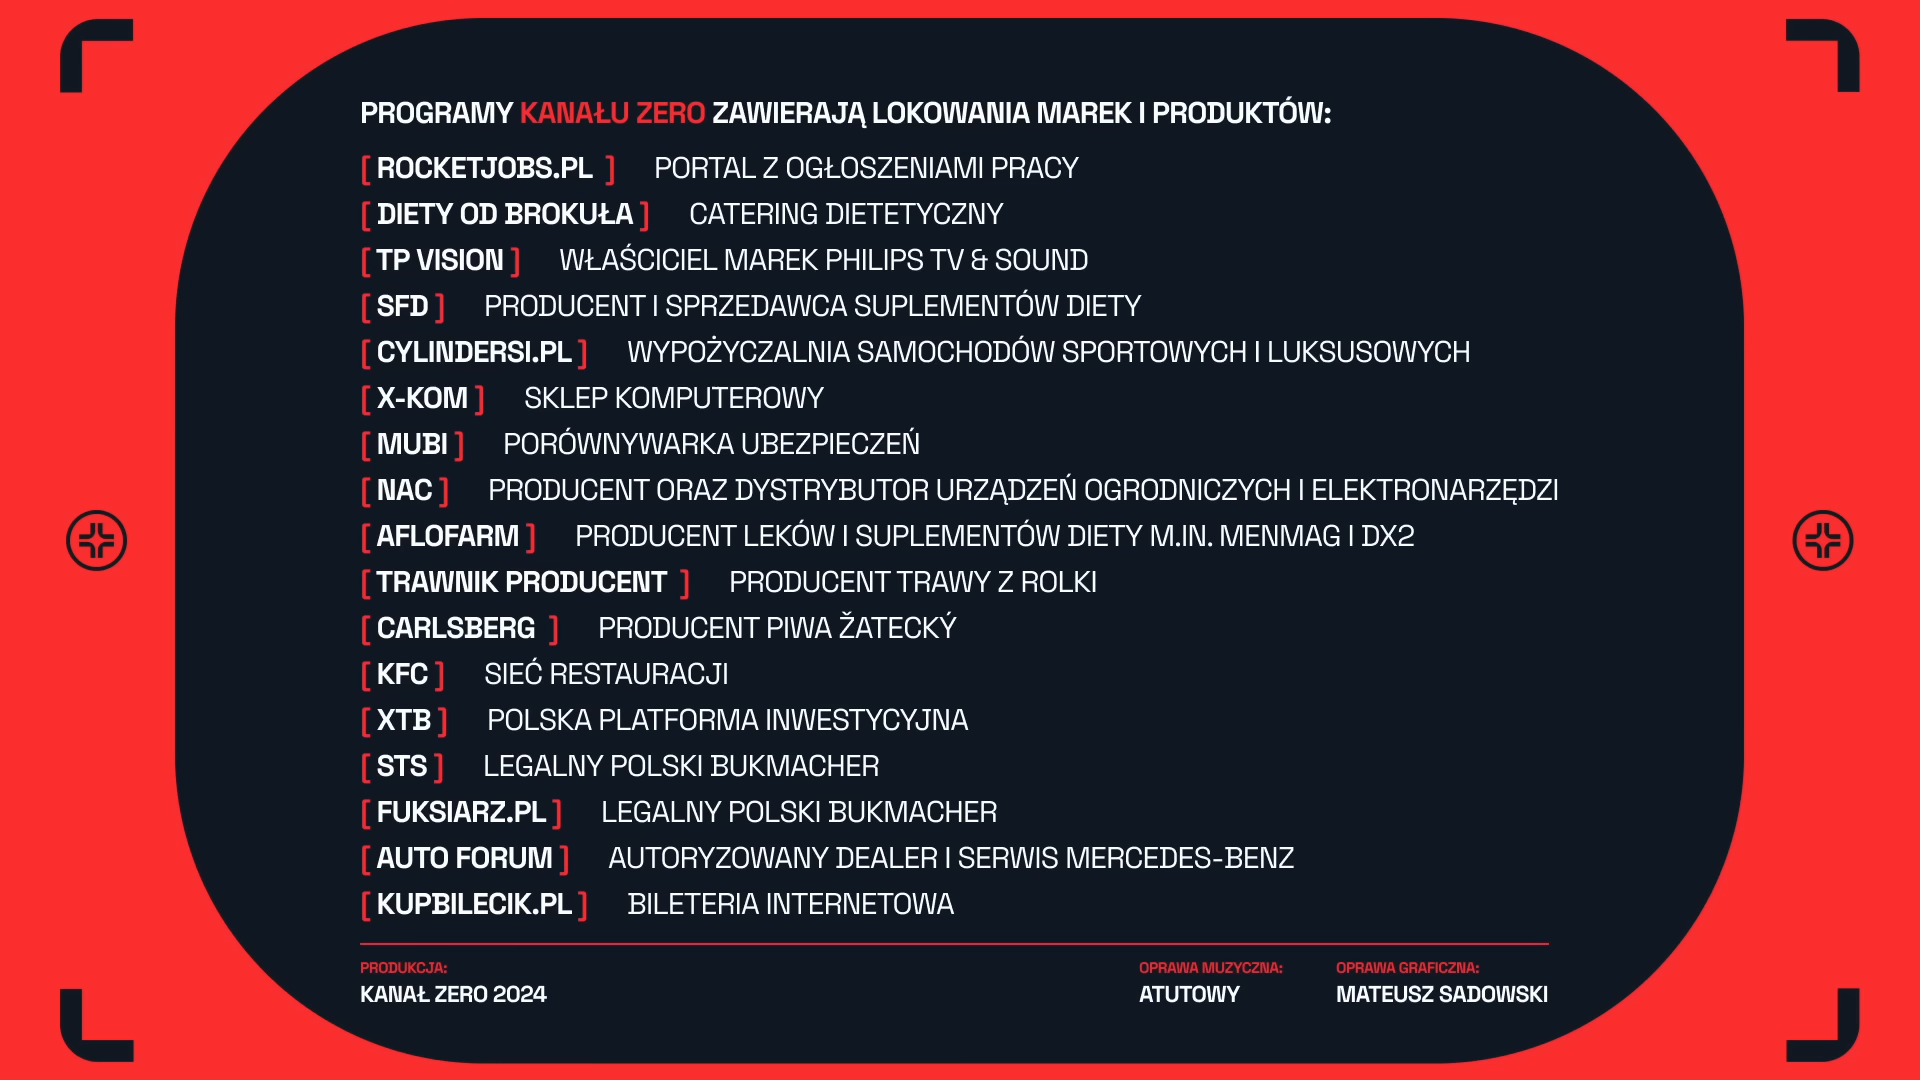 PROGRAMY KANAŁU ZERO ZAWIERAJĄ LOKOWANIA MAREK I PRODUKTÓW:
[ ROCKETJOBS.PL ] PORTAL Z OGŁOSZENIAMI PRACY
[ DIETY OD BROKUŁA ] CATERING DIETETYCZNY
[ TP VISION ] WŁAŚCICIEL MAREK PHILIPS TV & SOUND
[ SFD ] PRODUCENT I SPRZEDAWCA SUPLEMENTÓW DIETY
[ CYLINDERSI.PL ] WYPOŻYCZALNIA SAMOCHODÓW SPORTOWYCH I LUKSUSOWYCH
[ X-KOM ] SKLEP KOMPUTEROWY
[ MUBI ] PORÓWNYWARKA UBEZPIECZEŃ
[ NAC ] PRODUCENT ORAZ DYSTRYBUTOR URZĄDZEŃ OGRODNICZYCH I ELEKTRONARZĘDZI
[ AFLOFARM ] PRODUCENT LEKÓW I SUPLEMENTÓW DIETY M.IN. MENMAG I DX2
[ TRAWNIK PRODUCENT ] PRODUCENT TRAWY Z ROLKI
[ CARLSBERG ] PRODUCENT PIWA ŽATECKÝ
[ KFC ] SIEĆ RESTAURACJI
[ XTB ] POLSKA PLATFORMA INWESTYCYJNA
[ STS ] LEGALNY POLSKI BUKMACHER
[ FUKSIARZ.PL ] LEGALNY POLSKI BUKMACHER
[ AUTO FORUM ] AUTORYZOWANY DEALER I SERWIS MERCEDES-BENZ
[ KUPBILECIK.PL ] BILETERIA INTERNETOWA
PRODUKCJA:
KANAŁ ZERO 2024
OPRAWA MUZYCZNA:
ATUTOWY
OPRAWA GRAFICZNA:
MATEUSZ SADOWSKI